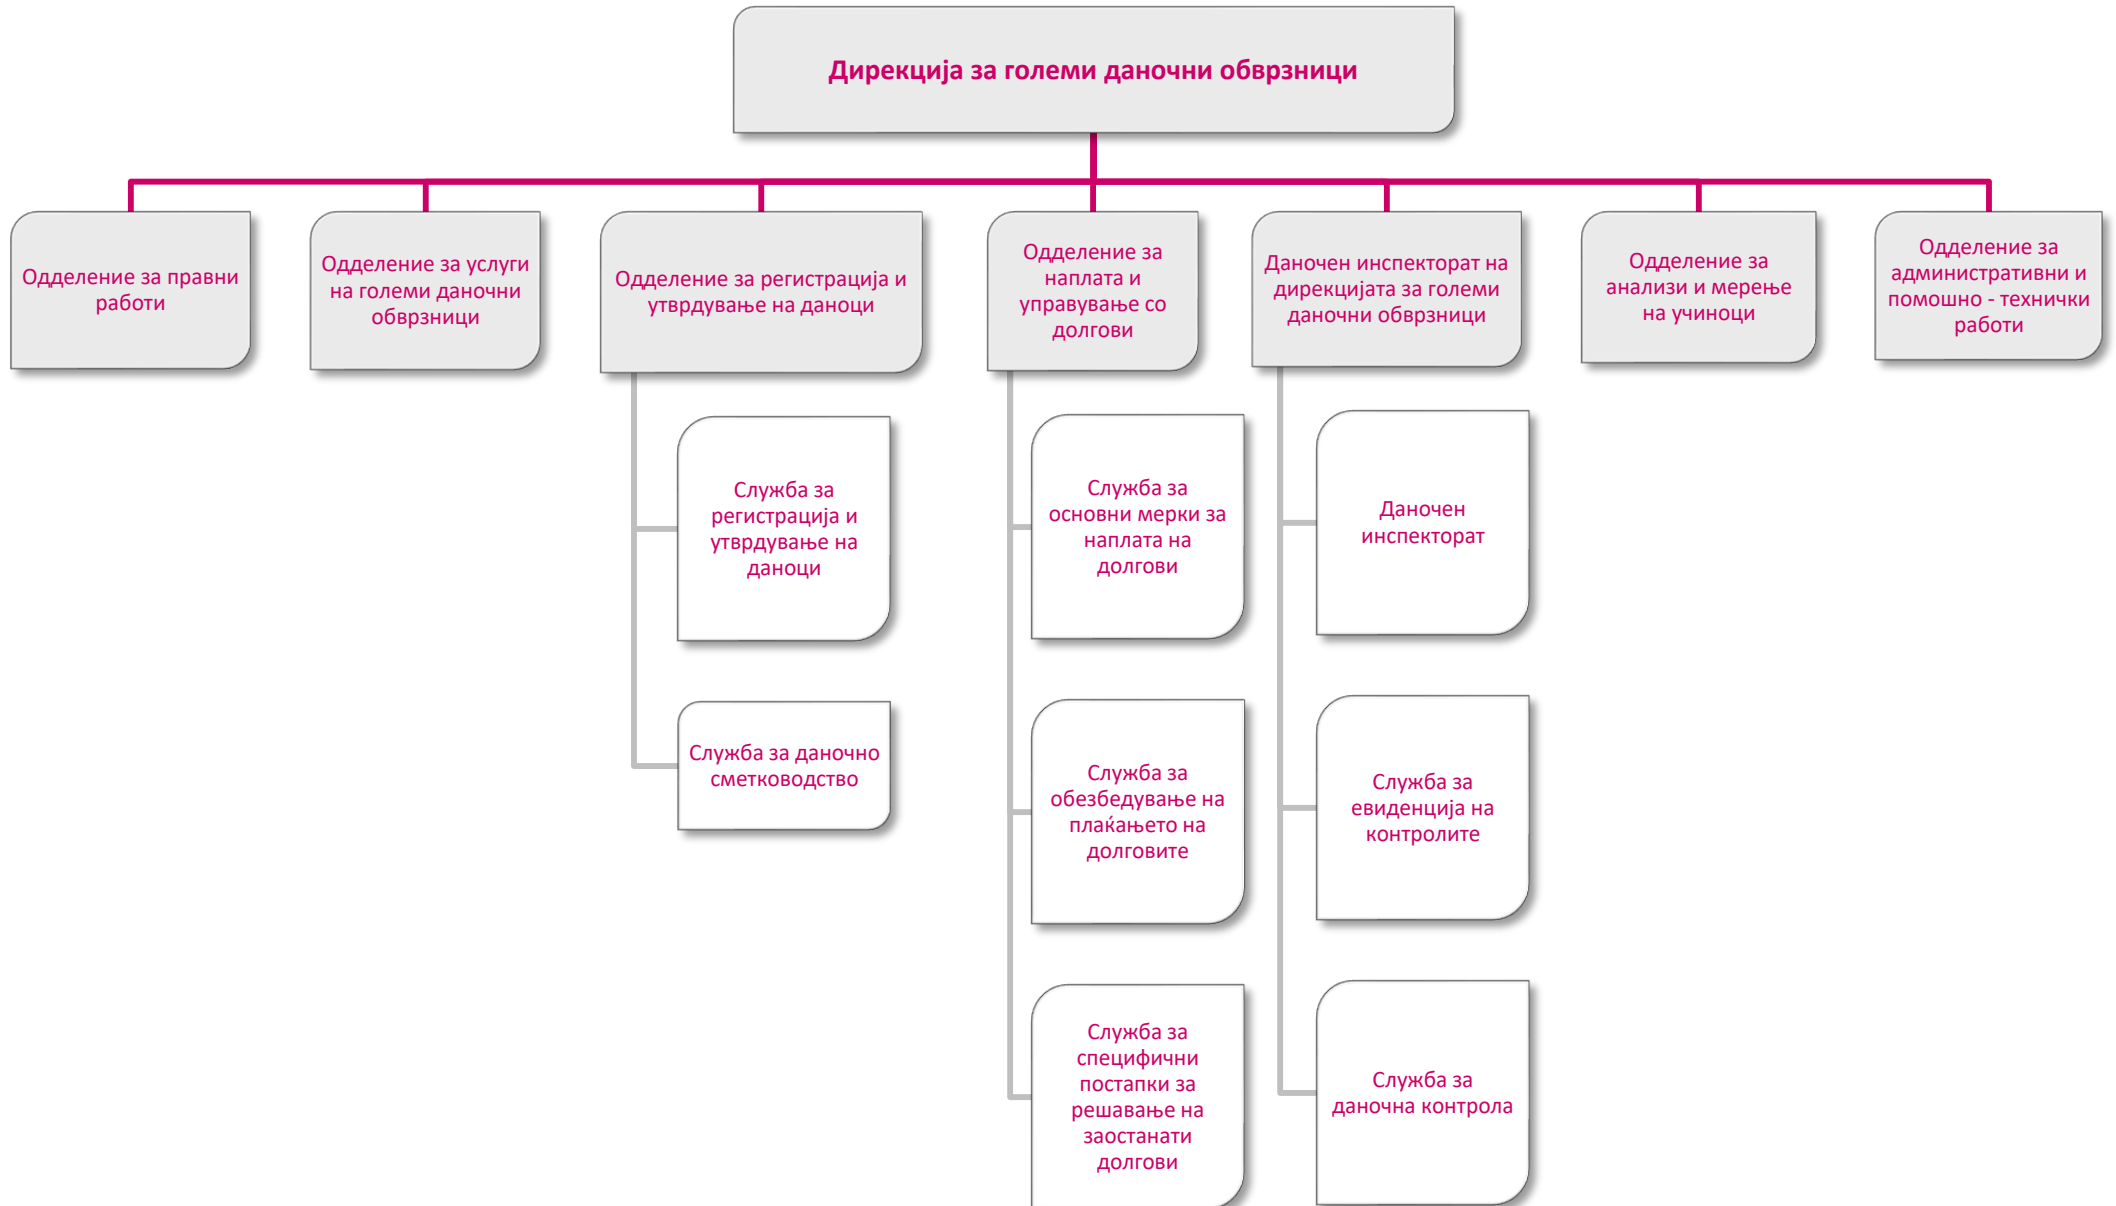 Дирекција за големи даночни обврзници
Одделение за правни
работи
Одделение за услуги
на големи даночни
обврзници
Одделение за регистрација и
утврдување на даноци
Одделение за
наплата и
управување со
долгови
Даночен инспекторат на
дирекцијата за големи
даночни обврзници
Одделение за
анализи и мерење
на учиноци
Одделение за
административни и
помошно - технички
работи
Служба за
регистрација и
утврдување на
даноци
Служба за даночно
сметководство
Служба за
основни мерки за
наплата на
долгови
Служба за
обезбедување на
плаќањето на
долговите
Служба за
специфични
постапки за
решавање на
заостанати
долгови
Даночен
инспекторат
Служба за
евиденција на
контролите
Служба за
даночна контрола